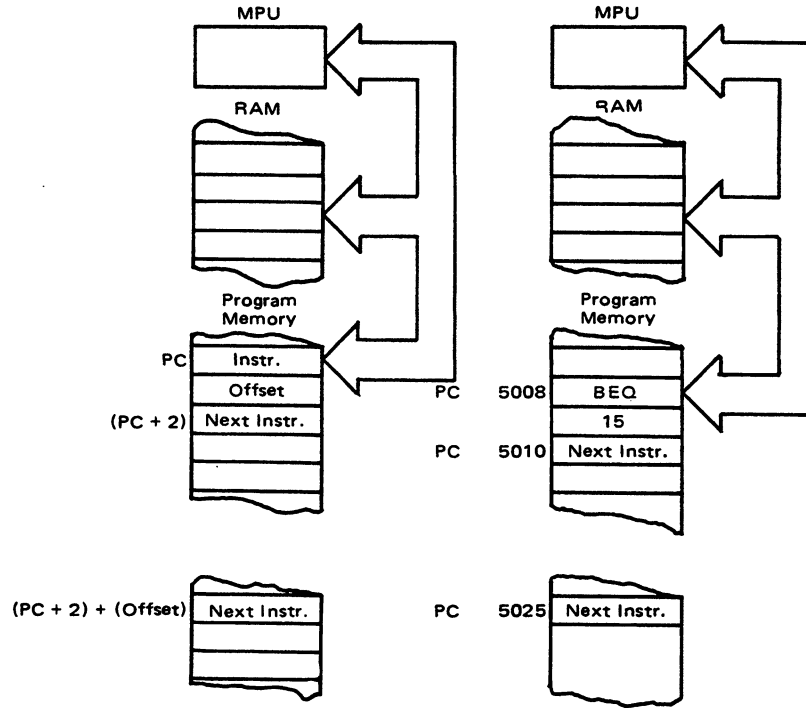 MPU
RAM
Program
Memory
PC Instr.
Offset
(PC + 2) Next Instr.
(PC + 2) + (Offset) Next Instr.
MPU
RAM
Program
Memory
PC 5008 BEQ
15
PC 5010 Next Instr.
PC 5025 Next Instr.